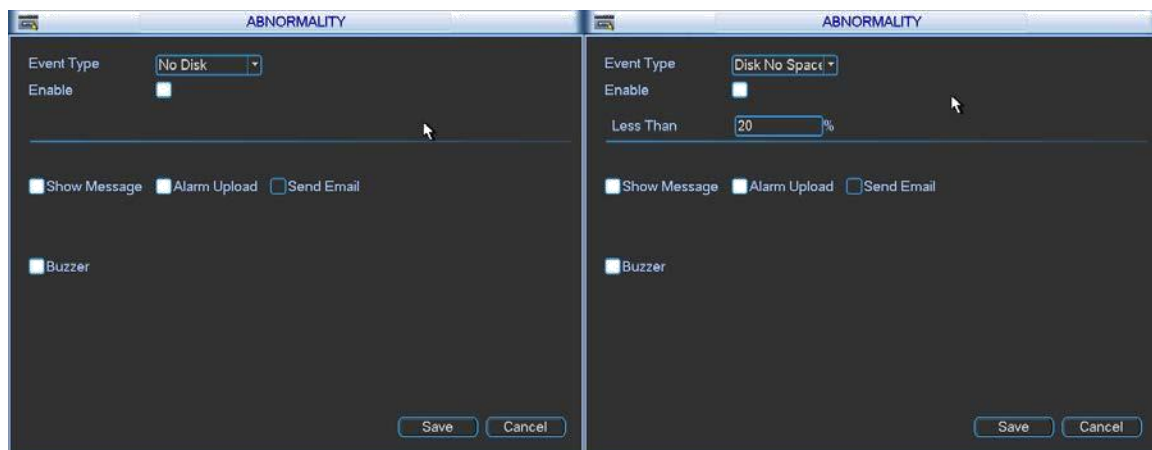 ABNORMALITY
Event Type No Disk
Enable
Show Message Alarm Upload Send Email
Buzzer
Save Cancel
ABNORMALITY
Event Type Disk No Space
Enable
Less Than 20 %
Show Message Alarm Upload Send Email
Buzzer
Save Cancel